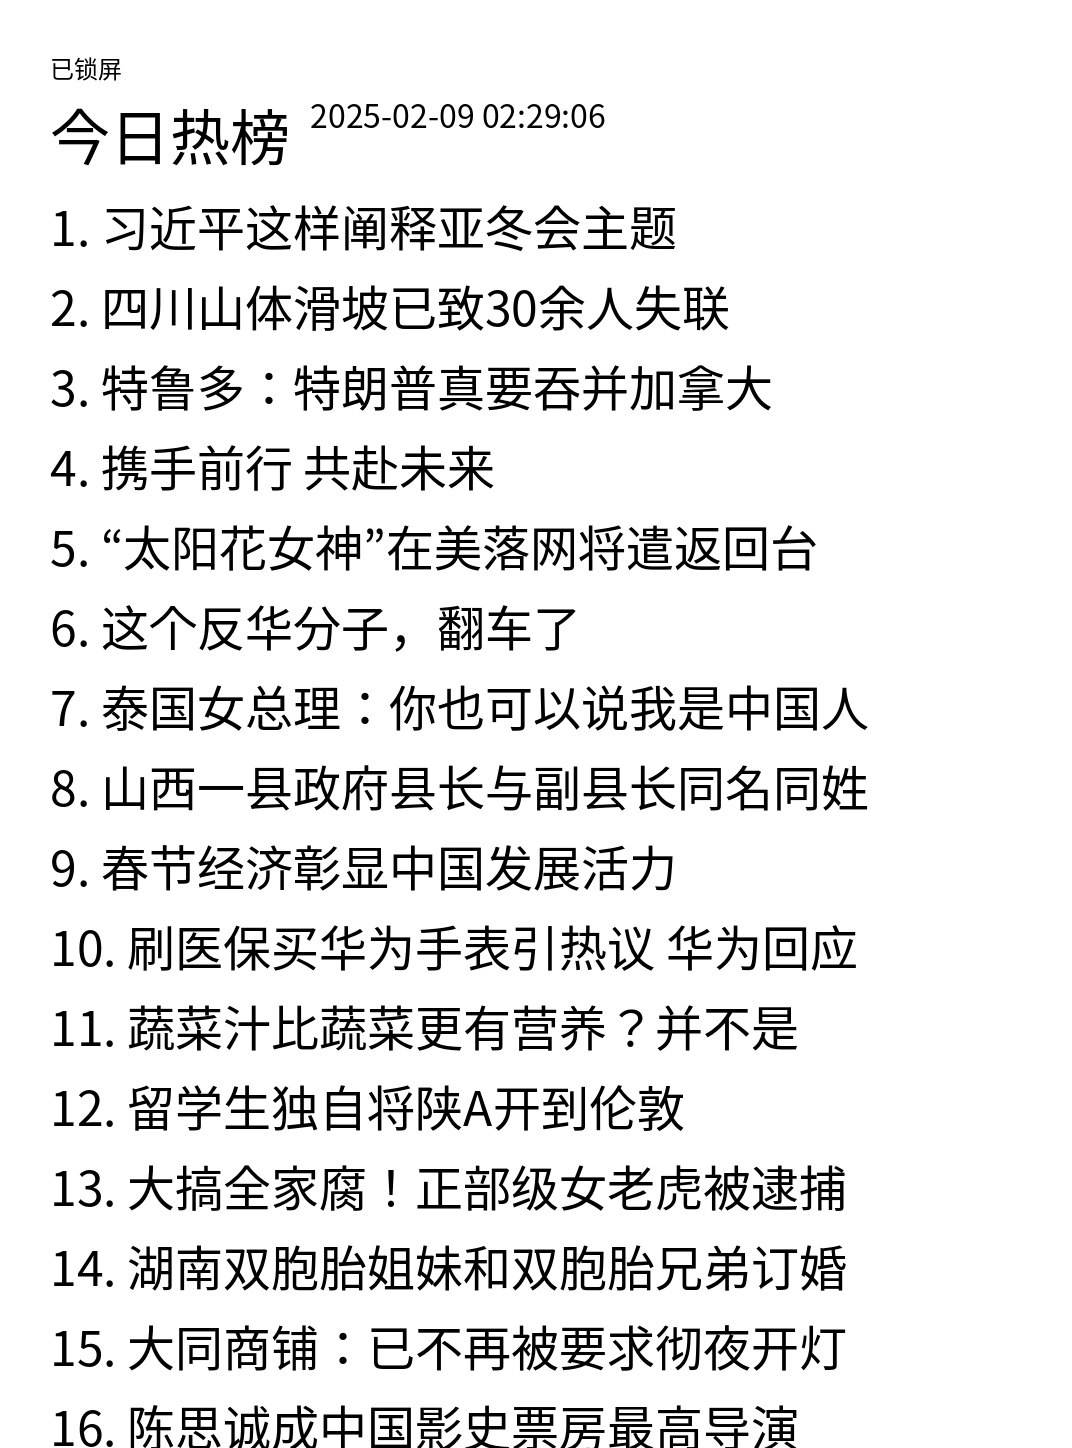 已锁屏
今日热榜 2025-02-09 02:29:06
1. 习近平这样阐释亚冬会主题
2. 四川山体滑坡已致30余人失联
3. 特鲁多：特朗普真要吞并加拿大
4. 携手前行 共赴未来
5. “太阳花女神”在美落网将遣返回台
6. 这个反华分子，翻车了
7. 泰国女总理：你也可以说我是中国人
8. 山西一县政府县长与副县长同名同姓
9. 春节经济彰显中国发展活力
10. 刷医保买华为手表引热议 华为回应
11. 蔬菜汁比蔬菜更有营养？并不是
12. 留学生独自将陕A开到伦敦
13. 大搞全家腐！正部级女老虎被逮捕
14. 湖南双胞胎姐妹和双胞胎兄弟订婚
15. 大同商铺：已不再被要求彻夜开灯
16. 陈思诚成中国影史票房最高导演